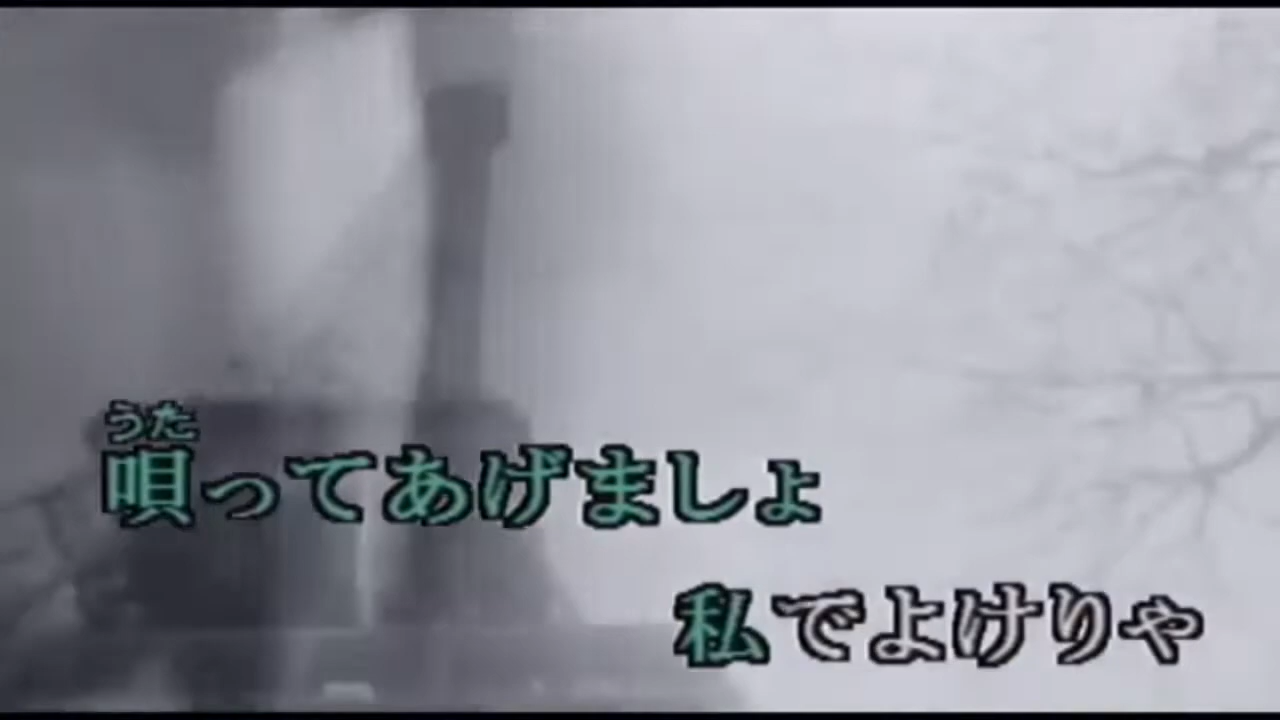 うた
唄ってあげましょ
私でよけりゃ